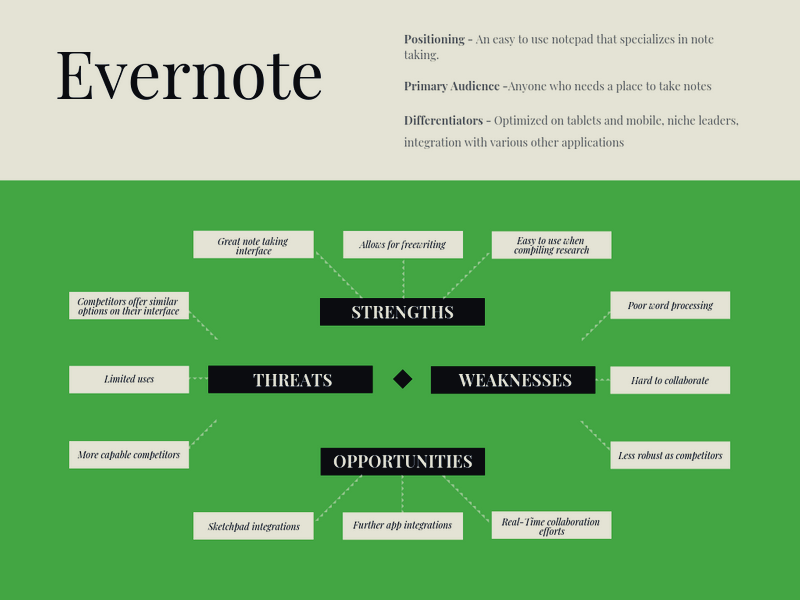 Evernote
Positioning - An easy to use notepad that specializes in note
taking.
Primary Audience -Anyone who needs a place to take notes
Differentiators - Optimized on tablets and mobile, niche leaders,
integration with various other applications
Great note taking
interface
Allows for freewriting
Easy to use when
compiling research
STRENGTHS
Competitors offer similar
options on their interface
Limited uses
More capable competitors
THREATS
WEAKNESSES
Poor word processing
Hard to collaborate
Less robust as competitors
OPPORTUNITIES
Sketchpad integrations
Further app integrations
Real-Time collaboration
efforts